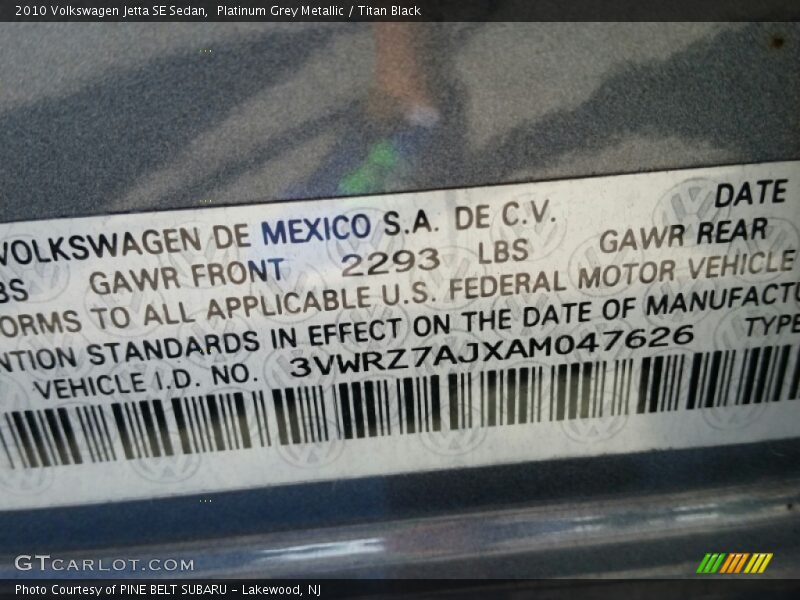 2010 Volkswagen Jetta SE Sedan,  Platinum Grey Metallic / Titan Black
VOLKSWAGEN DE MEXICO S.A. DE C.V. DATE
BS GAWR FRONT 2293 LBS GAWR REAR
ORMS TO ALL APPLICABLE U.S. FEDERAL MOTOR VEHICLE
NTION STANDARDS IN EFFECT ON THE DATE OF MANUFACTU
VEHICLE I.D. NO. 3VWRZ7AJXAM047626 TYPE
GTCARLOT.COM
Photo Courtesy of PINE BELT SUBARU - Lakewood, NJ